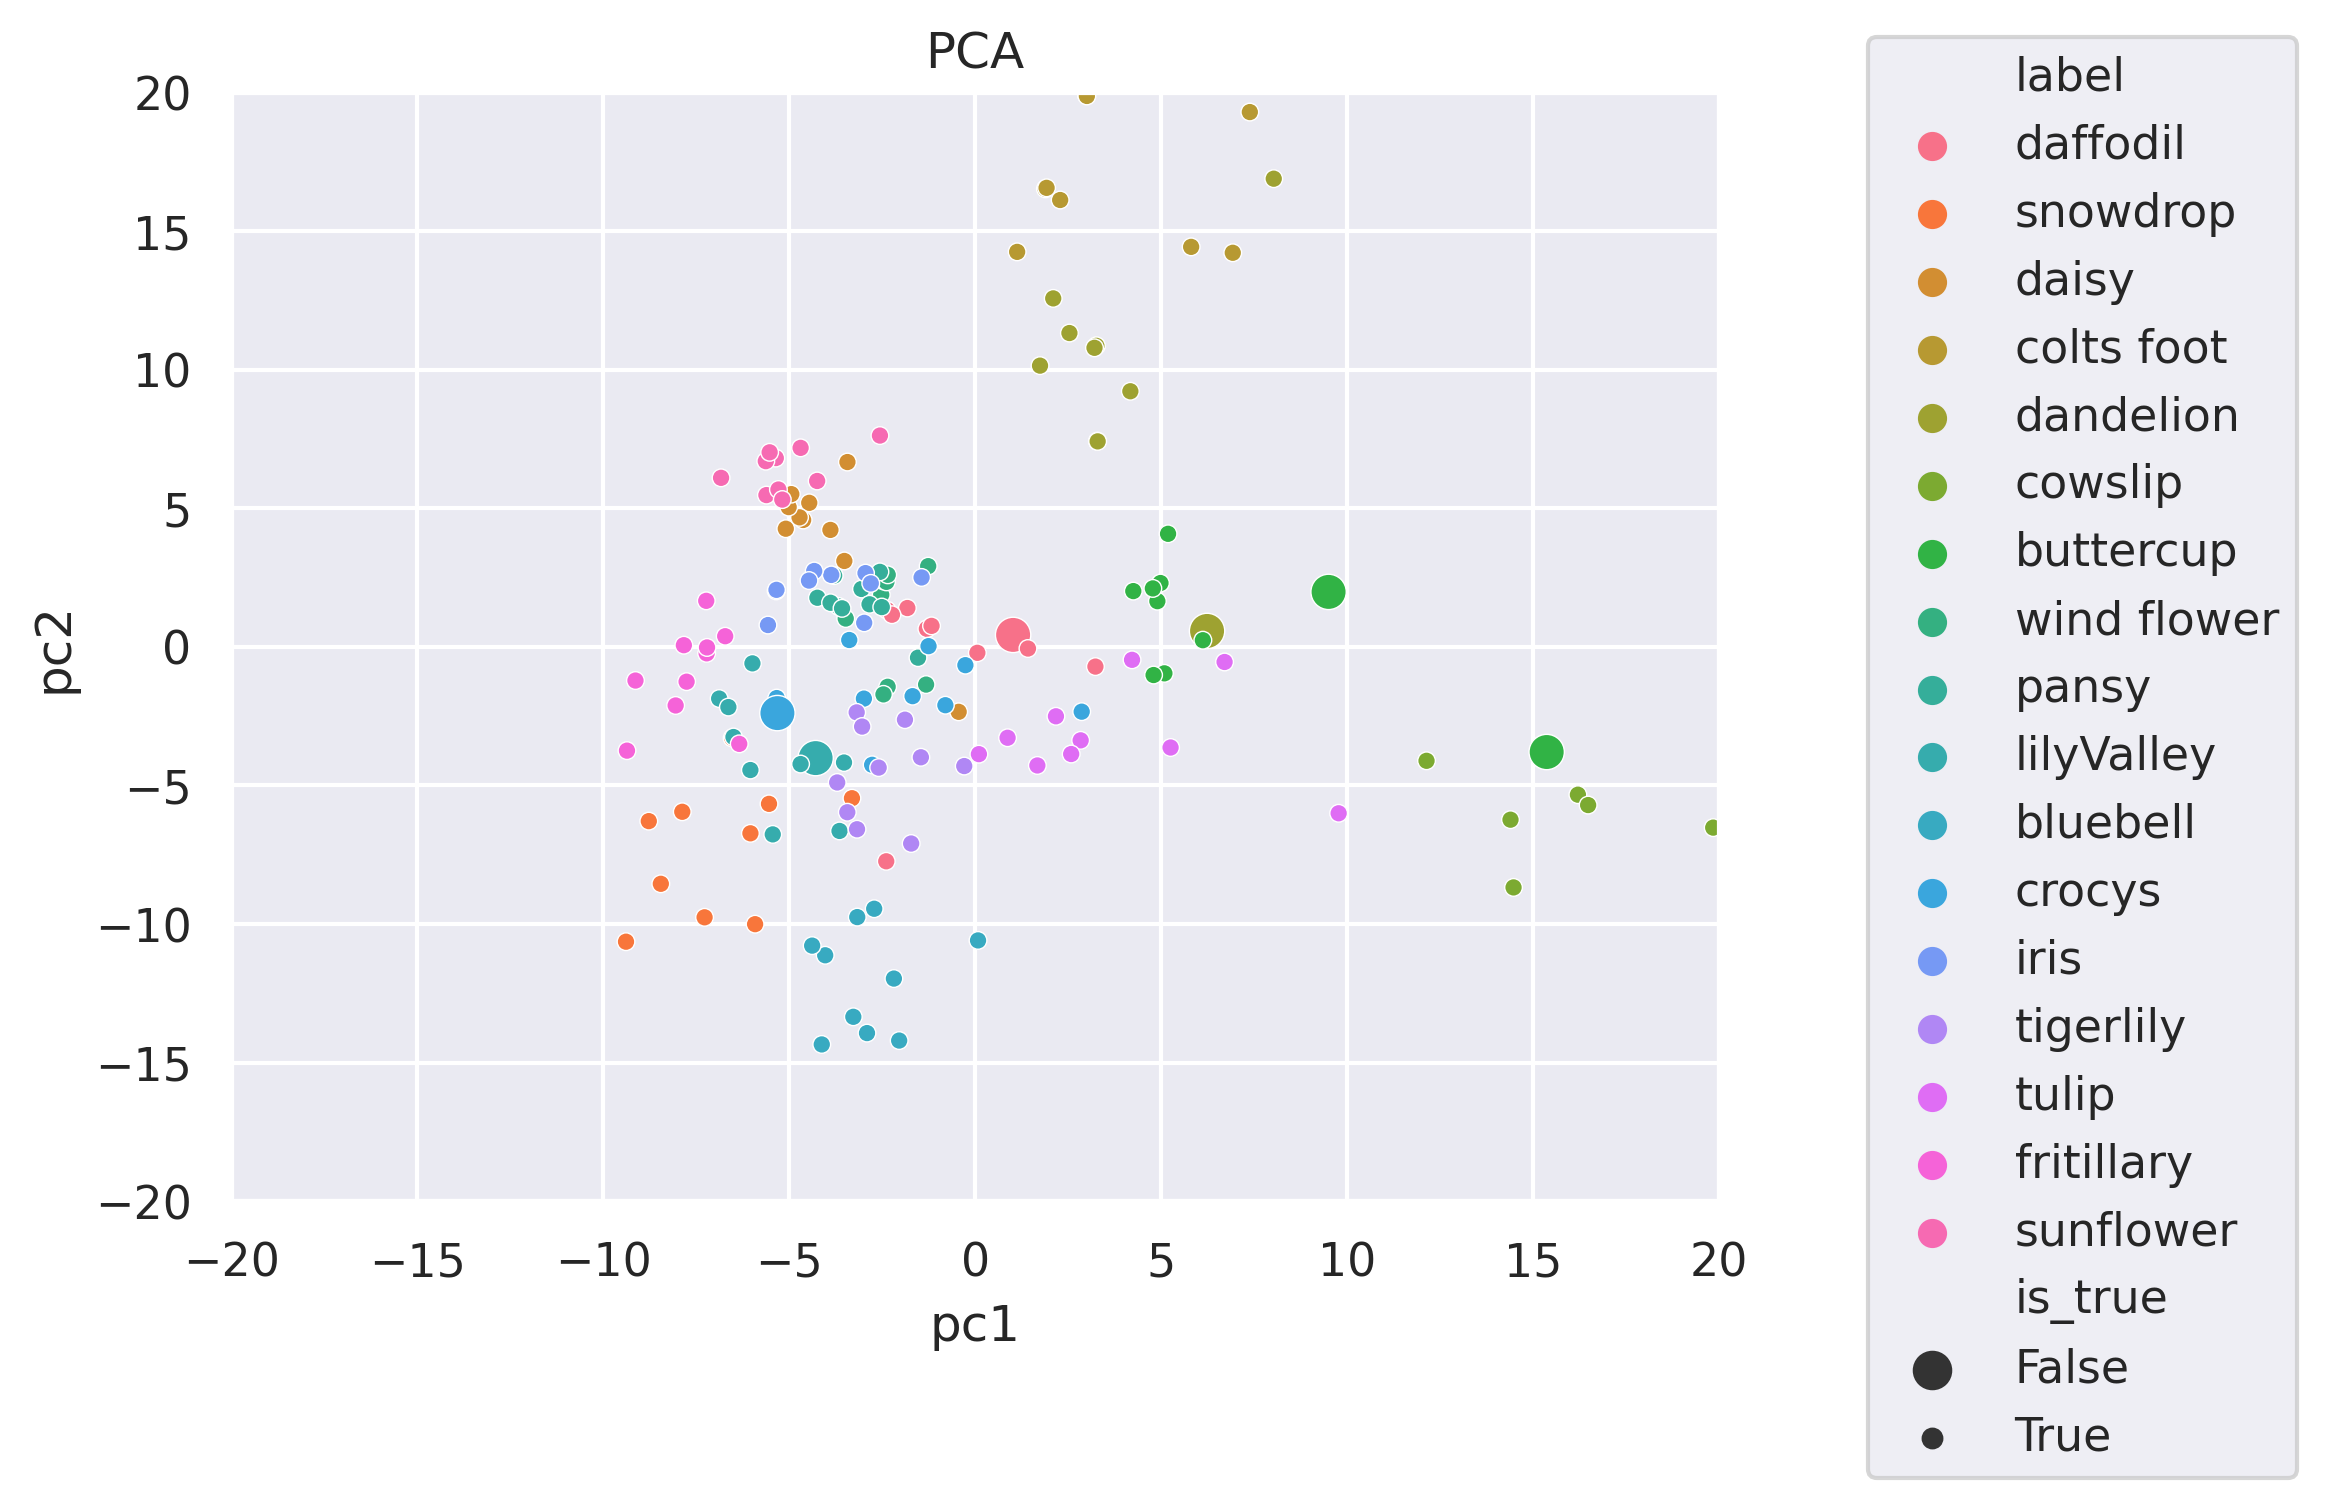 PCA
20
15
10
5
0
−5
−10
−15
−20
pc2
−20 −15 −10 −5 0 5 10 15 20
pc1
label
daffodil
snowdrop
daisy
colts foot
dandelion
cowslip
buttercup
wind flower
pansy
lilyValley
bluebell
crocys
iris
tigerlily
tulip
fritillary
sunflower
is_true
False
True